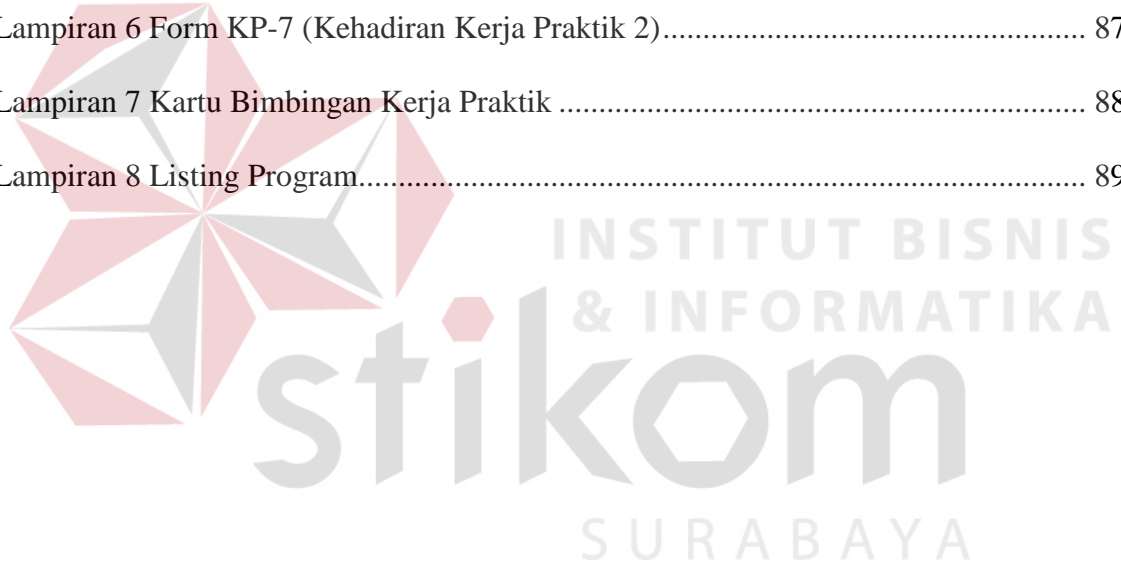 Lampiran 6 Form KP-7 (Kehadiran Kerja Praktik 2)............................................... 87
Lampiran 7 Kartu Bimbingan Kerja Praktik ........................................................... 88
Lampiran 8 Listing Program................................................................................... 89
INSTITUT BISNIS
& INFORMATIKA
stikom
SURABAYA